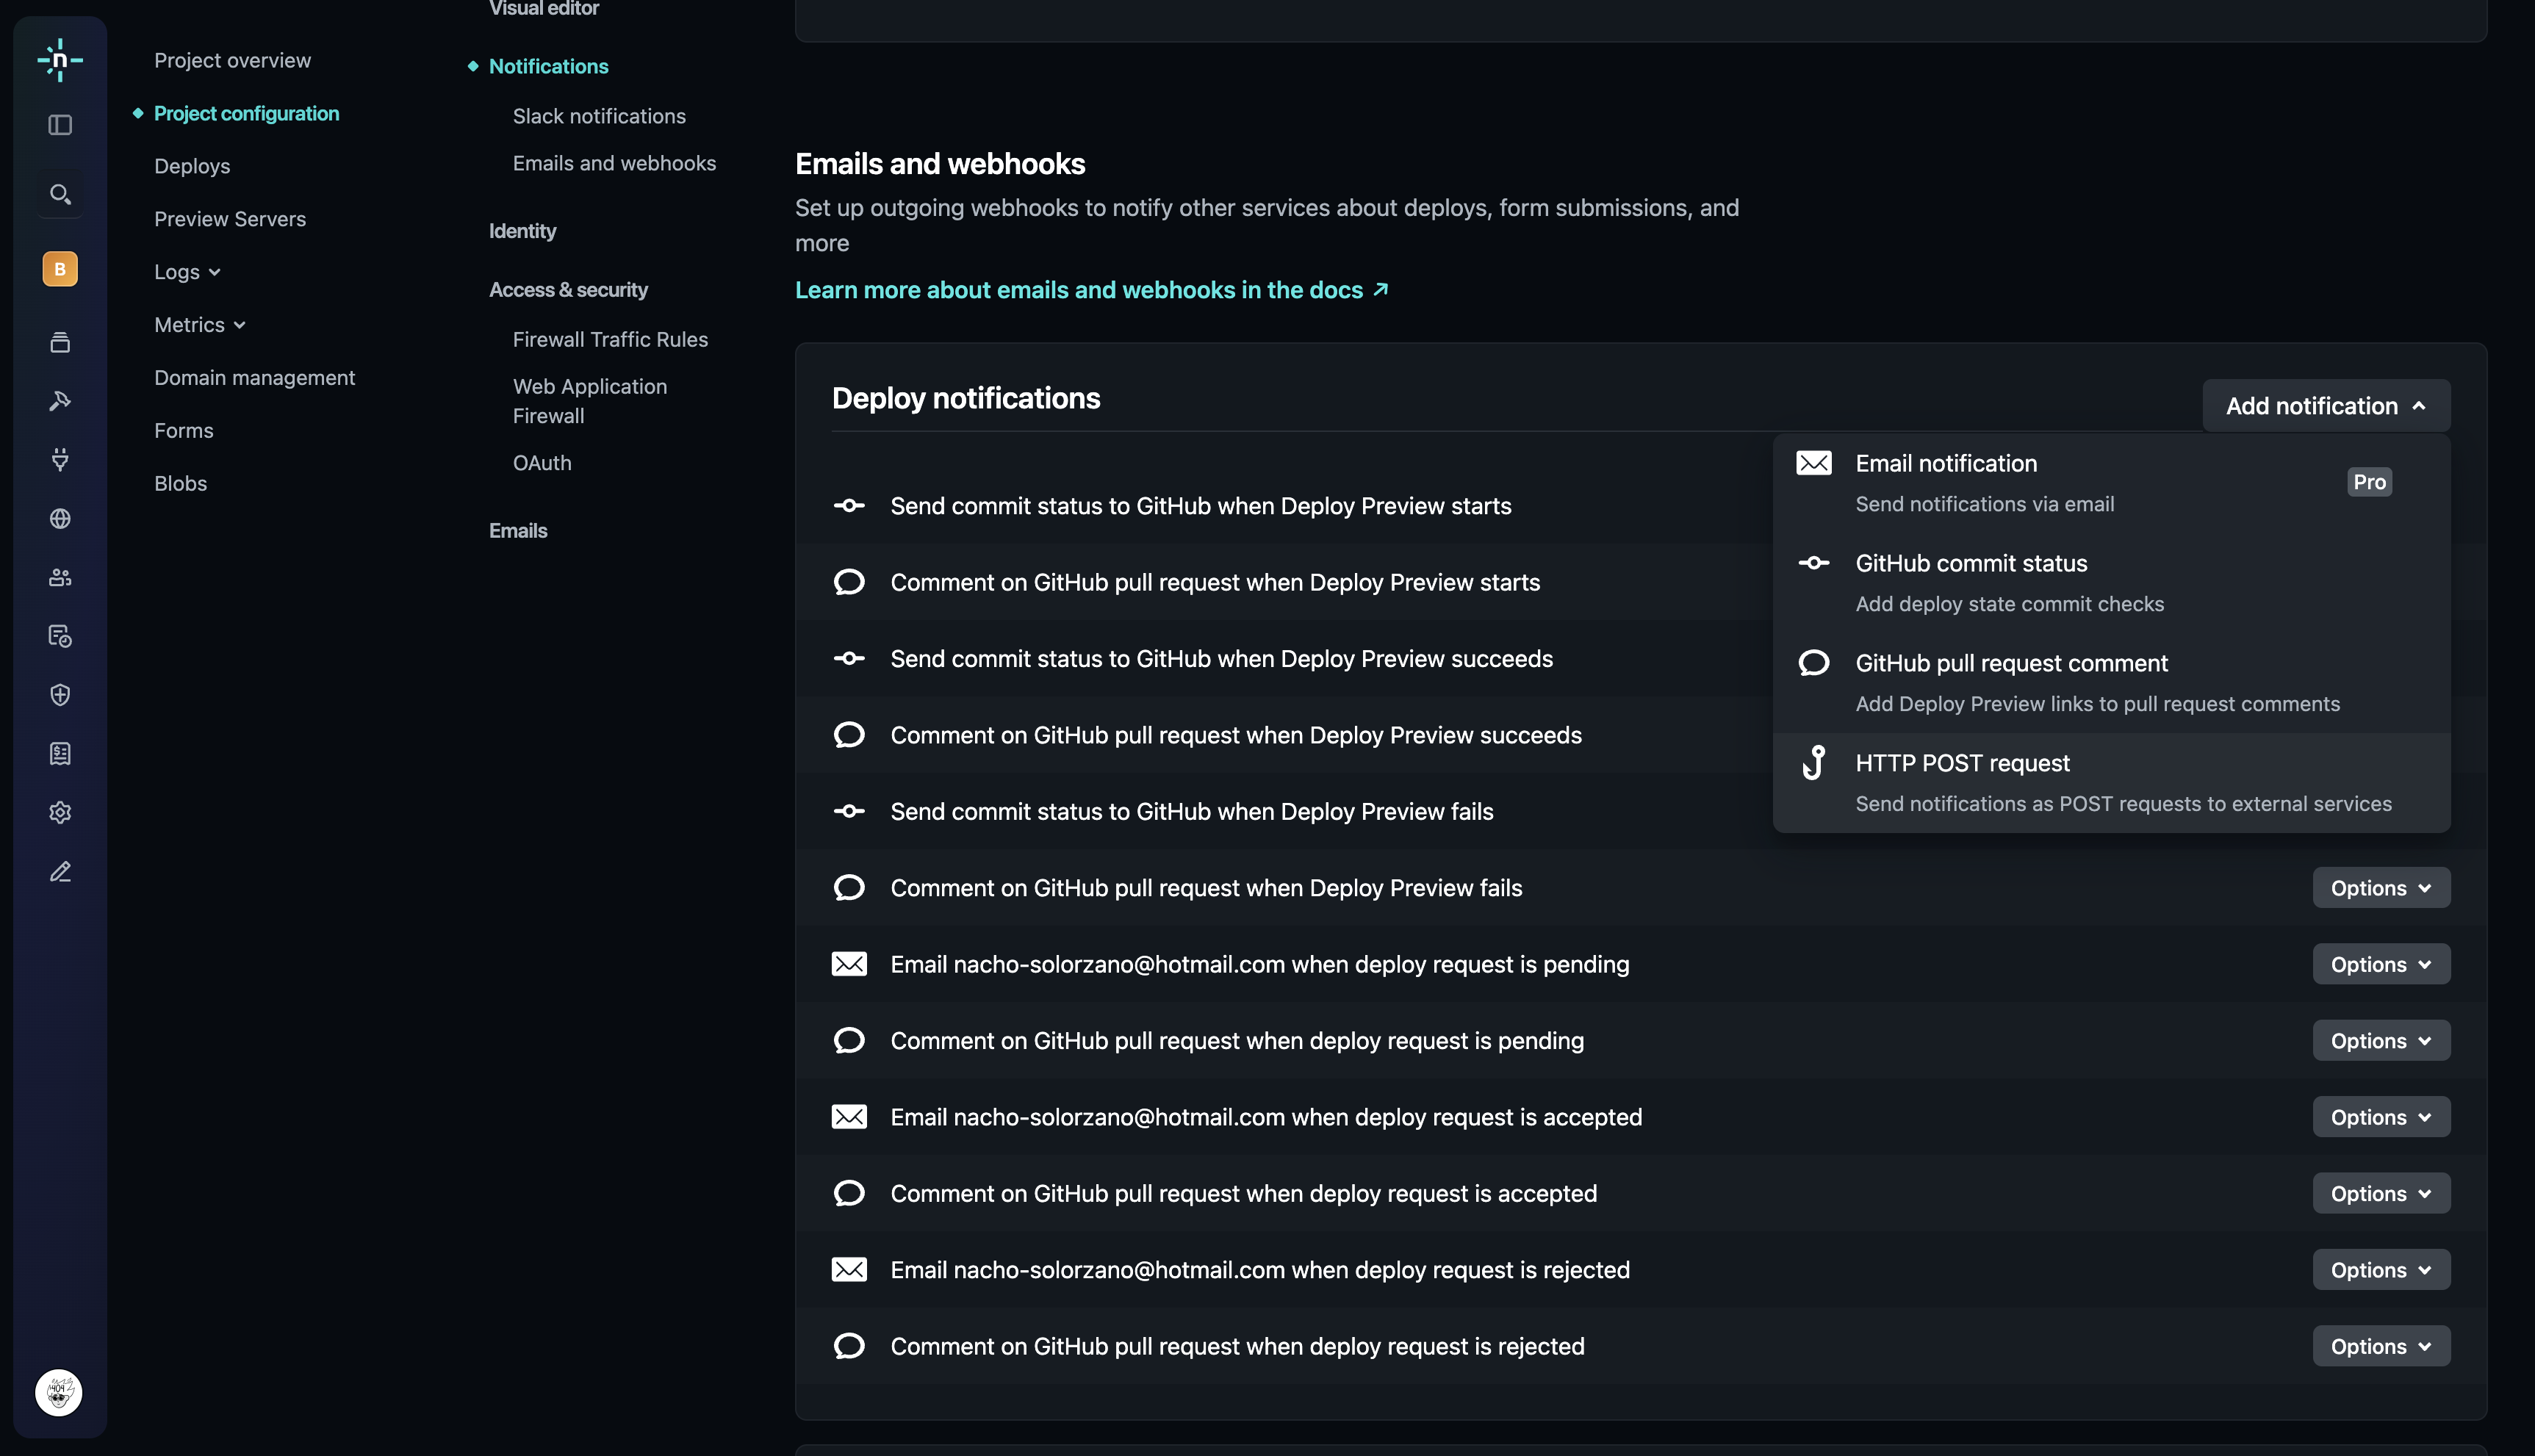 n
B
404
Project overview
Project configuration
Deploys
Preview Servers
Logs
Metrics
Domain management
Forms
Blobs
Visual editor
Notifications
Slack notifications
Emails and webhooks
Identity
Access & security
Firewall Traffic Rules
Web Application
Firewall
OAuth
Emails
Emails and webhooks
Set up outgoing webhooks to notify other services about deploys, form submissions, and
more
Learn more about emails and webhooks in the docs
Deploy notifications
Add notification
Email notification
Pro
Send notifications via email
GitHub commit status
Add deploy state commit checks
GitHub pull request comment
Add Deploy Preview links to pull request comments
HTTP POST request
Send notifications as POST requests to external services
Send commit status to GitHub when Deploy Preview starts
Comment on GitHub pull request when Deploy Preview starts
Send commit status to GitHub when Deploy Preview succeeds
Comment on GitHub pull request when Deploy Preview succeeds
Send commit status to GitHub when Deploy Preview fails
Comment on GitHub pull request when Deploy Preview fails
Options
Email nacho-solorzano@hotmail.com when deploy request is pending
Options
Comment on GitHub pull request when deploy request is pending
Options
Email nacho-solorzano@hotmail.com when deploy request is accepted
Options
Comment on GitHub pull request when deploy request is accepted
Options
Email nacho-solorzano@hotmail.com when deploy request is rejected
Options
Comment on GitHub pull request when deploy request is rejected
Options